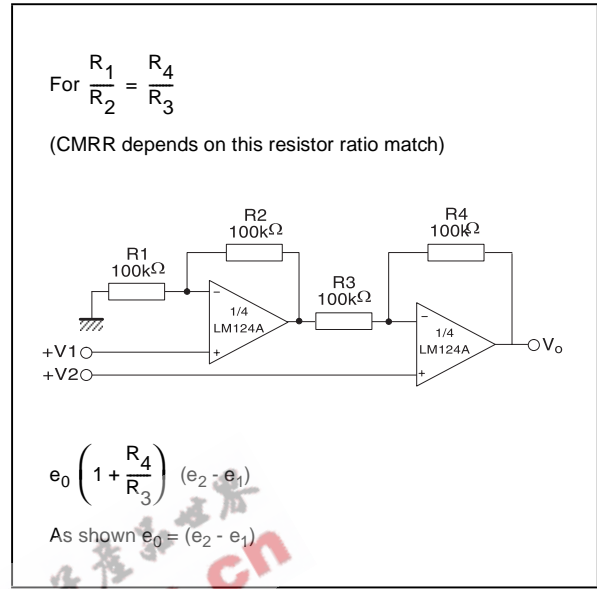 For R1/R2 = R4/R3
(CMRR depends on this resistor ratio match)
R2
100kΩ
R4
100kΩ
R1
100kΩ
R3
100kΩ
−
1/4
LM124A
+
−
1/4
LM124A
+
Vo
+V1
+V2
e0 (1 + R4/R3) (e2 - e1)
As shown e0 = (e2 - e1)
cn